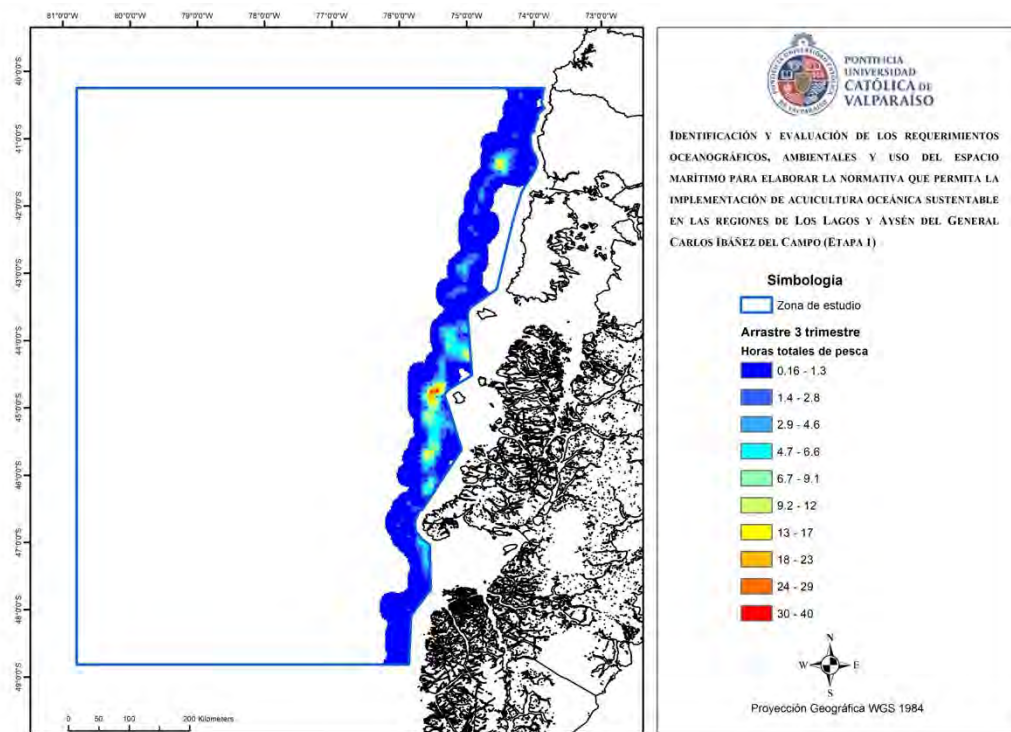 81°0'0"W 80°0'0"W 79°0'0"W 78°0'0"W 77°0'0"W 76°0'0"W 75°0'0"W 74°0'0"W 73°0'0"W
40°0'0"S
41°0'0"S
42°0'0"S
43°0'0"S
44°0'0"S
45°0'0"S
46°0'0"S
47°0'0"S
48°0'0"S
49°0'0"S
0 50 100 200 Kilometers
PONTIFICIA
UNIVERSIDAD
CATÓLICA DE
VALPARAÍSO
IDENTIFICACIÓN Y EVALUACIÓN DE LOS REQUERIMIENTOS
OCEANOGRÁFICOS, AMBIENTALES Y USO DEL ESPACIO
MARÍTIMO PARA ELABORAR LA NORMATIVA QUE PERMITA LA
IMPLEMENTACIÓN DE ACUICULTURA OCEÁNICA SUSTENTABLE
EN LAS REGIONES DE LOS LAGOS Y AYSÉN DEL GENERAL
CARLOS IBÁÑEZ DEL CAMPO (ETAPA I)
Simbología
Zona de estudio
Arrastre 3 trimestre
Horas totales de pesca
0.16 - 1.3
1.4 - 2.8
2.9 - 4.6
4.7 - 6.6
6.7 - 9.1
9.2 - 12
13 - 17
18 - 23
24 - 29
30 - 40
N
W E
S
Proyección Geográfica WGS 1984